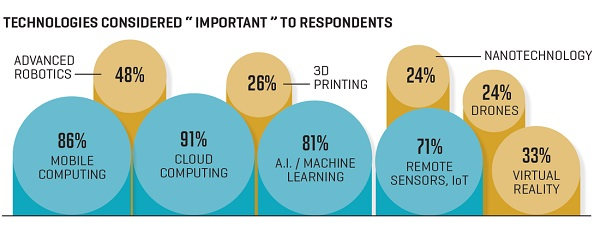 TECHNOLOGIES CONSIDERED “ IMPORTANT ” TO RESPONDENTS
ADVANCED
ROBOTICS
48%
26%
3D
PRINTING
24%
NANOTECHNOLOGY
24%
DRONES
86%
MOBILE
COMPUTING
91%
CLOUD
COMPUTING
81%
A.I. / MACHINE
LEARNING
71%
REMOTE
SENSORS, IoT
33%
VIRTUAL
REALITY